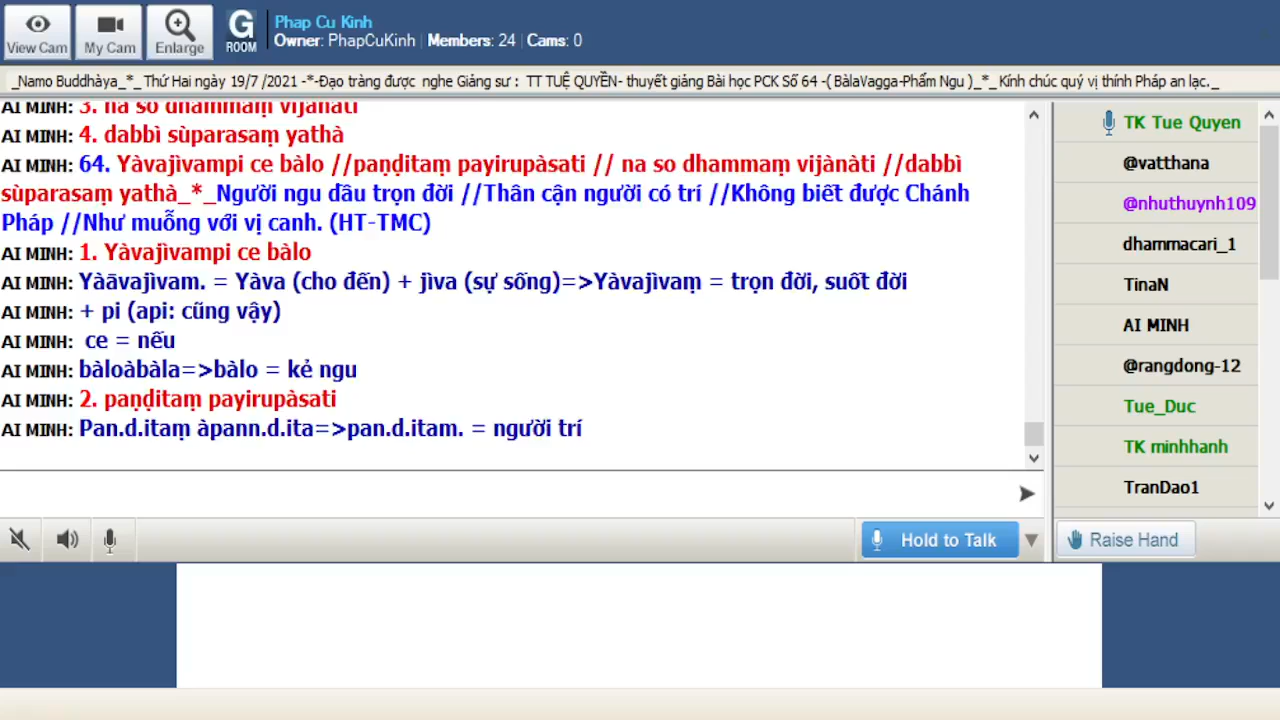 View Cam
My Cam
Enlarge
G
ROOM
Phap Cu Kinh
Owner: PhapCuKinh | Members: 24 | Cams: 0
_Namo Buddhàya_*_ Thứ Hai ngày 19/7 /2021 -*-Đạo tràng được nghe Giảng sư : TT TUỆ QUYỀN- thuyết giảng Bài học PCK Số 64 -( BàlaVagga-Phẩm Ngu )_*_ Kính chúc quý vị thính Pháp an lạc._
AI MINH: 3. na so dhammaṃ vijànàti
AI MINH: 4. dabbì sùparasaṃ yathà
AI MINH: 64. Yàvajìvampi ce bàlo //paṇḍitaṃ payirupàsati // na so dhammaṃ vijànàti //dabbì
sùparasaṃ yathà_*_Người ngu dầu trọn đời //Thân cận người có trí //Không biết được Chánh
Pháp //Như muỗng với vị canh. (HT-TMC)
AI MINH: 1. Yàvajìvampi ce bàlo
AI MINH: Yàāvajìvam. = Yàva (cho đến) + jìva (sự sống)=>Yàvajìvaṃ = trọn đời, suốt đời
AI MINH: + pi (api: cũng vậy)
AI MINH: ce = nếu
AI MINH: bàloàbàla=>bàlo = kẻ ngu
AI MINH: 2. paṇḍitaṃ payirupàsati
AI MINH: Pan.d.itaṃ àpann.d.ita=>pan.d.itam. = người trí
TK Tue Quyen
@vatthana
@nhuthuynh109
dhammacari_1
TinaN
AI MINH
@rangdong-12
Tue_Duc
TK minhhanh
TranDao1
Hold to Talk
Raise Hand